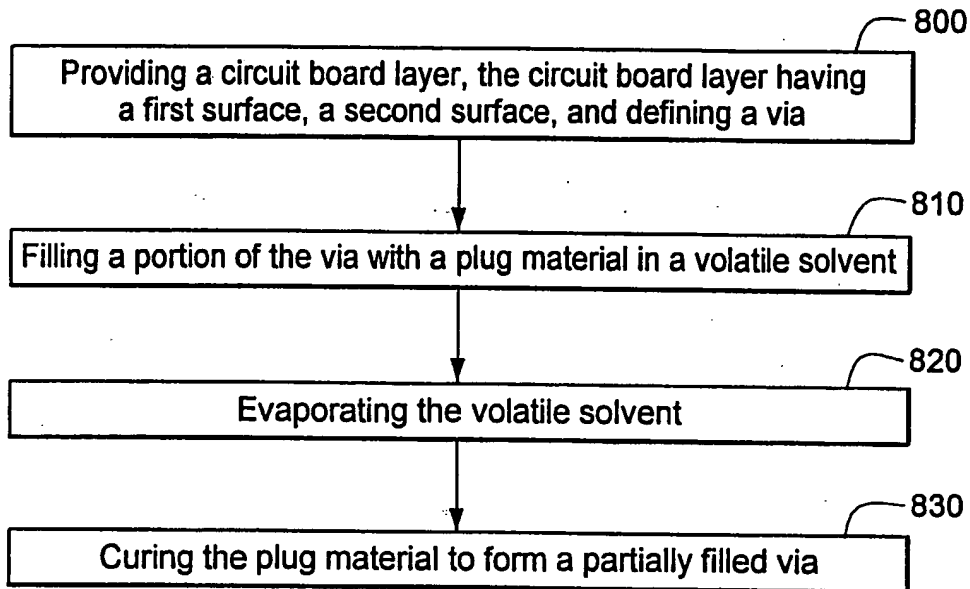 800
Providing a circuit board layer, the circuit board layer having
a first surface, a second surface, and defining a via
810
Filling a portion of the via with a plug material in a volatile solvent
820
Evaporating the volatile solvent
830
Curing the plug material to form a partially filled via